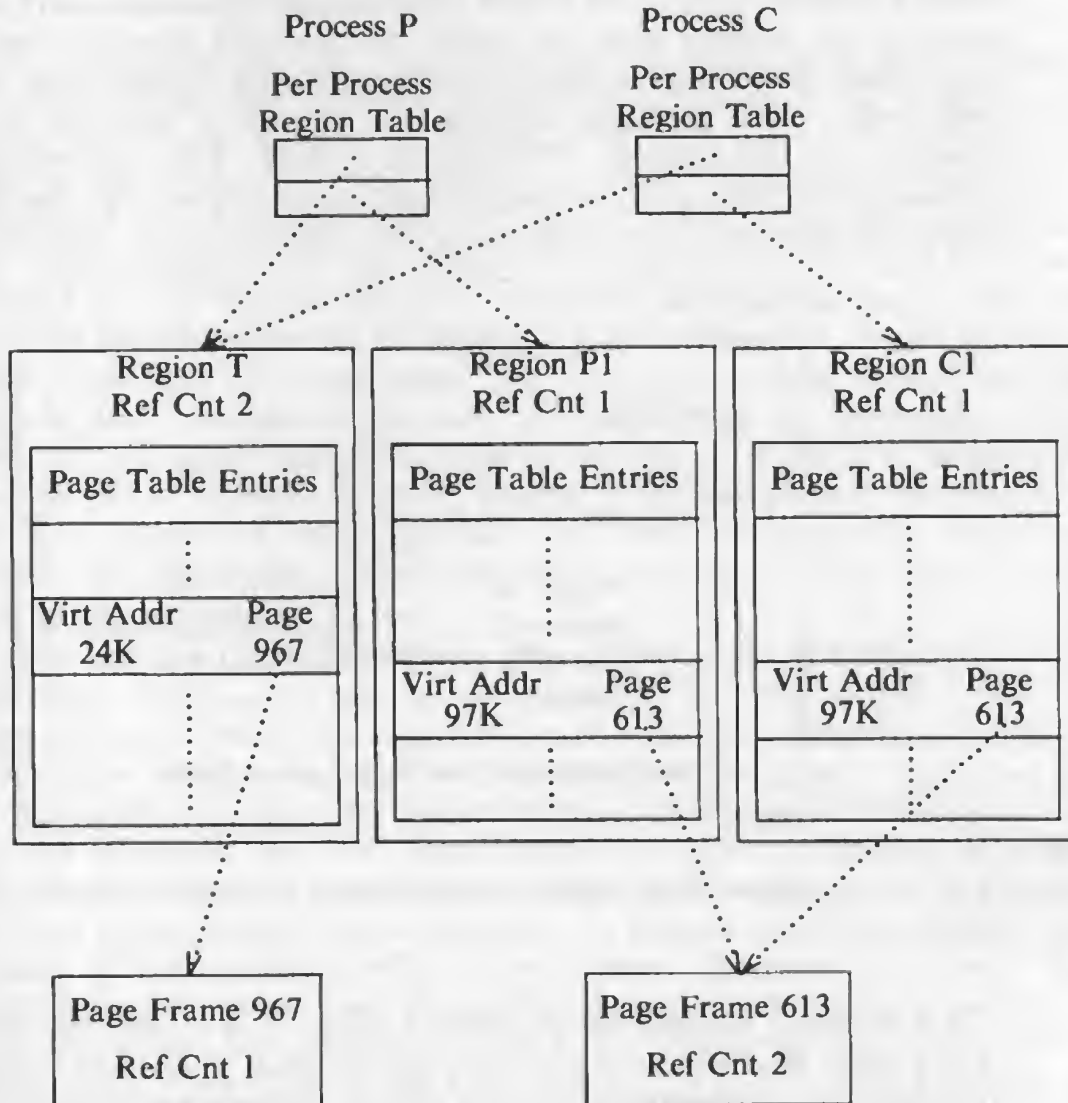 Process P
Per Process
Region Table
Process C
Per Process
Region Table
Region T
Ref Cnt 2
Page Table Entries
Virt Addr Page
24K 967
Region P1
Ref Cnt 1
Page Table Entries
Virt Addr Page
97K 613
Region C1
Ref Cnt 1
Page Table Entries
Virt Addr Page
97K 613
Page Frame 967
Ref Cnt 1
Page Frame 613
Ref Cnt 2